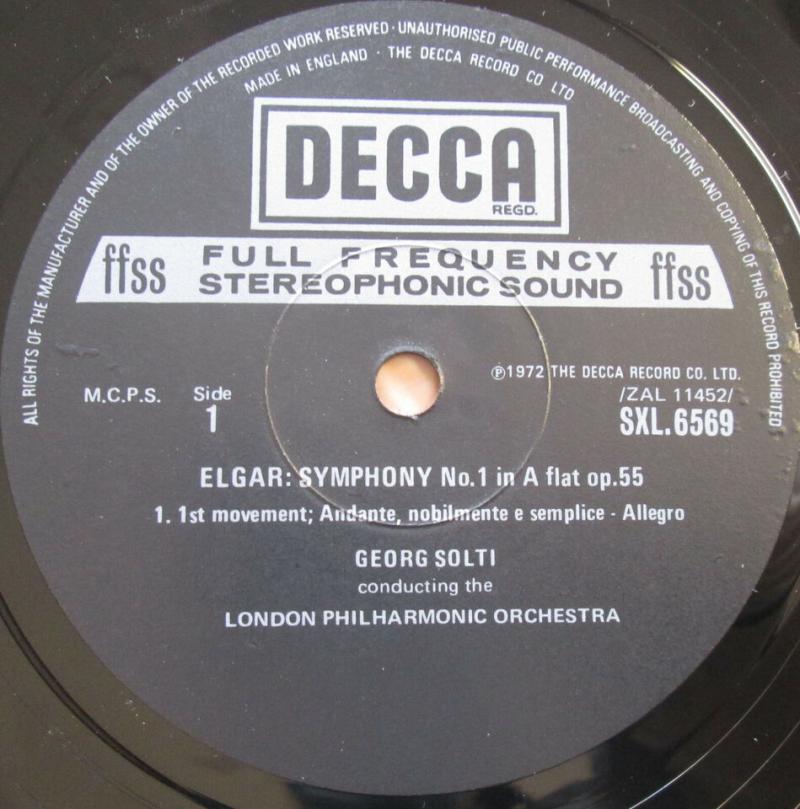 ALL RIGHTS OF THE MANUFACTURER AND OF THE OWNER OF THE RECORDED WORK RESERVED · UNAUTHORISED PUBLIC PERFORMANCE BROADCASTING AND COPYING OF THIS RECORD PROHIBITED
MADE IN ENGLAND · THE DECCA RECORD CO LTD
DECCA
REGD.
ffss FULL FREQUENCY STEREOPHONIC SOUND ffss
℗1972 THE DECCA RECORD CO. LTD.
M.C.P.S. Side /ZAL 11452/
1 SXL.6569
ELGAR: SYMPHONY No.1 in A flat op.55
1. 1st movement; Andante, nobilmente e semplice - Allegro
GEORG SOLTI
conducting the
LONDON PHILHARMONIC ORCHESTRA